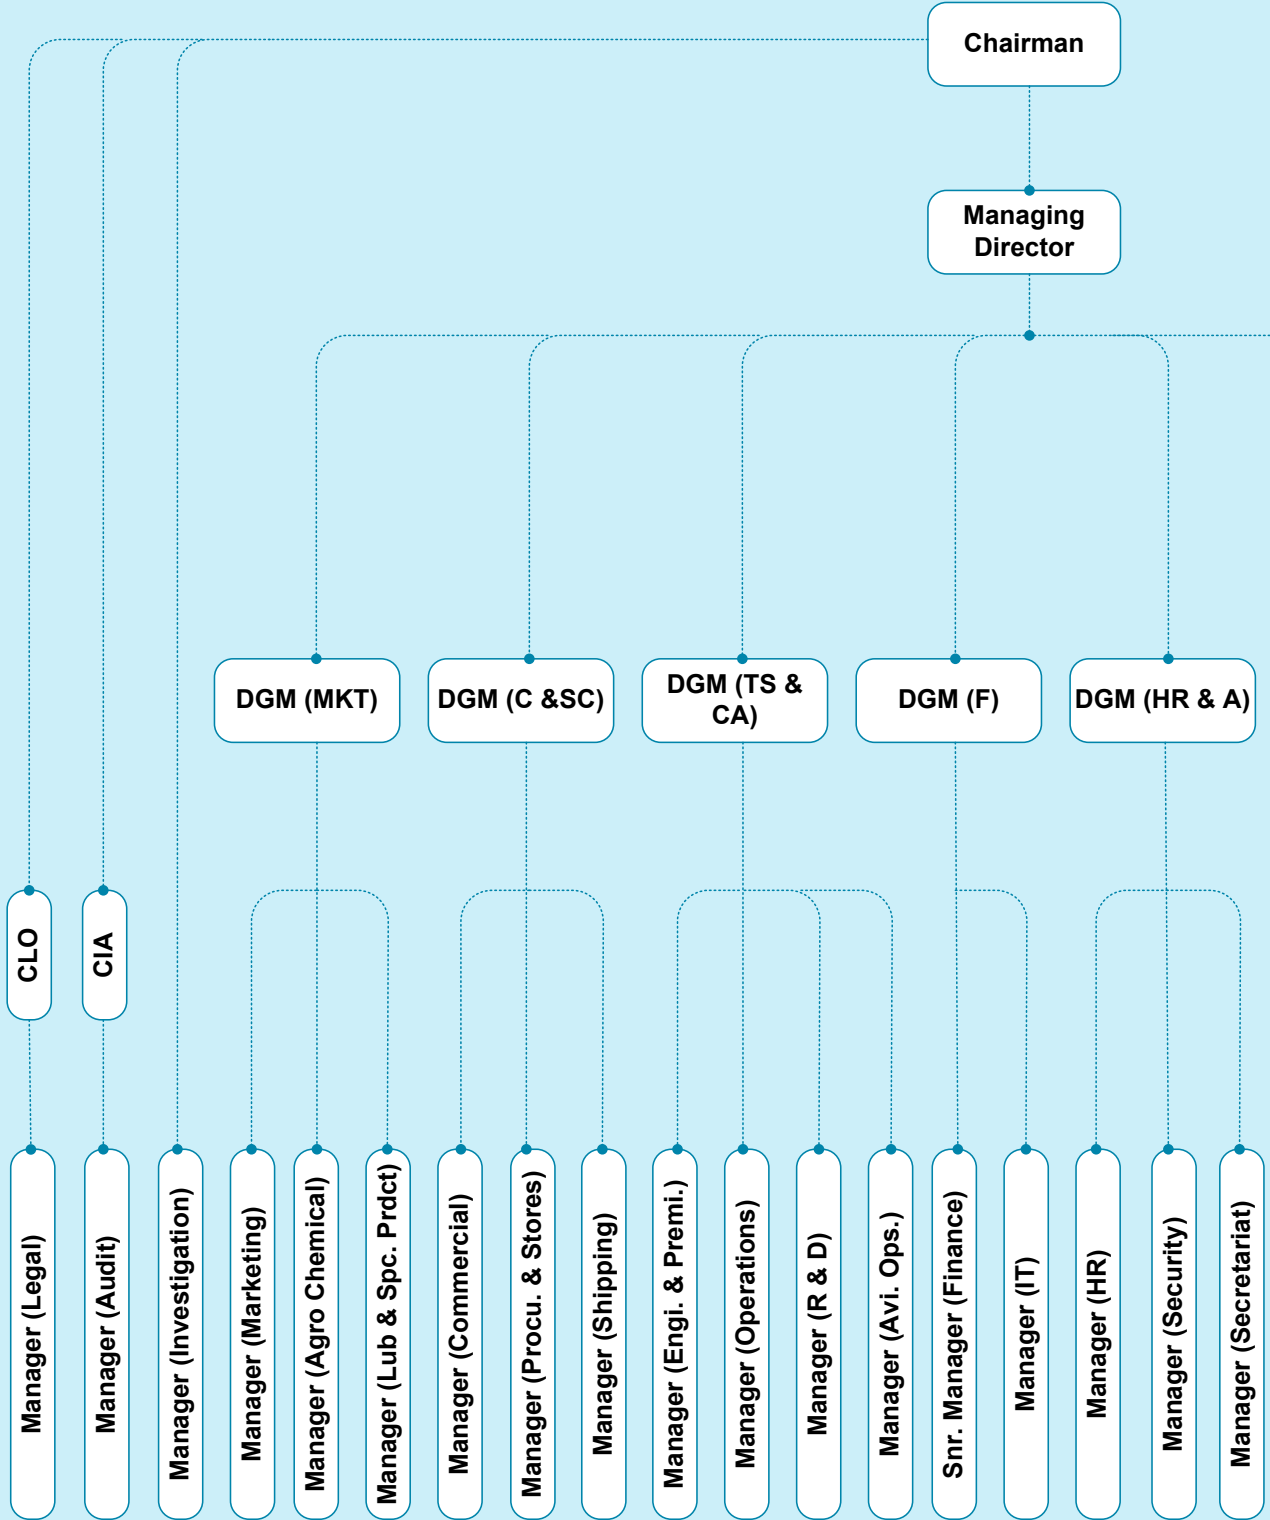 Chairman
Managing
Director
DGM (MKT)
DGM (C &SC)
DGM (TS &
CA)
DGM (F)
DGM (HR & A)
CLO
CIA
Manager (Legal)
Manager (Audit)
Manager (Investigation)
Manager (Marketing)
Manager (Agro Chemical)
Manager (Lub & Spc. Prdct)
Manager (Commercial)
Manager (Procu. & Stores)
Manager (Shipping)
Manager (Engi. & Premi.)
Manager (Operations)
Manager (R & D)
Manager (Avi. Ops.)
Snr. Manager (Finance)
Manager (IT)
Manager (HR)
Manager (Security)
Manager (Secretariat)